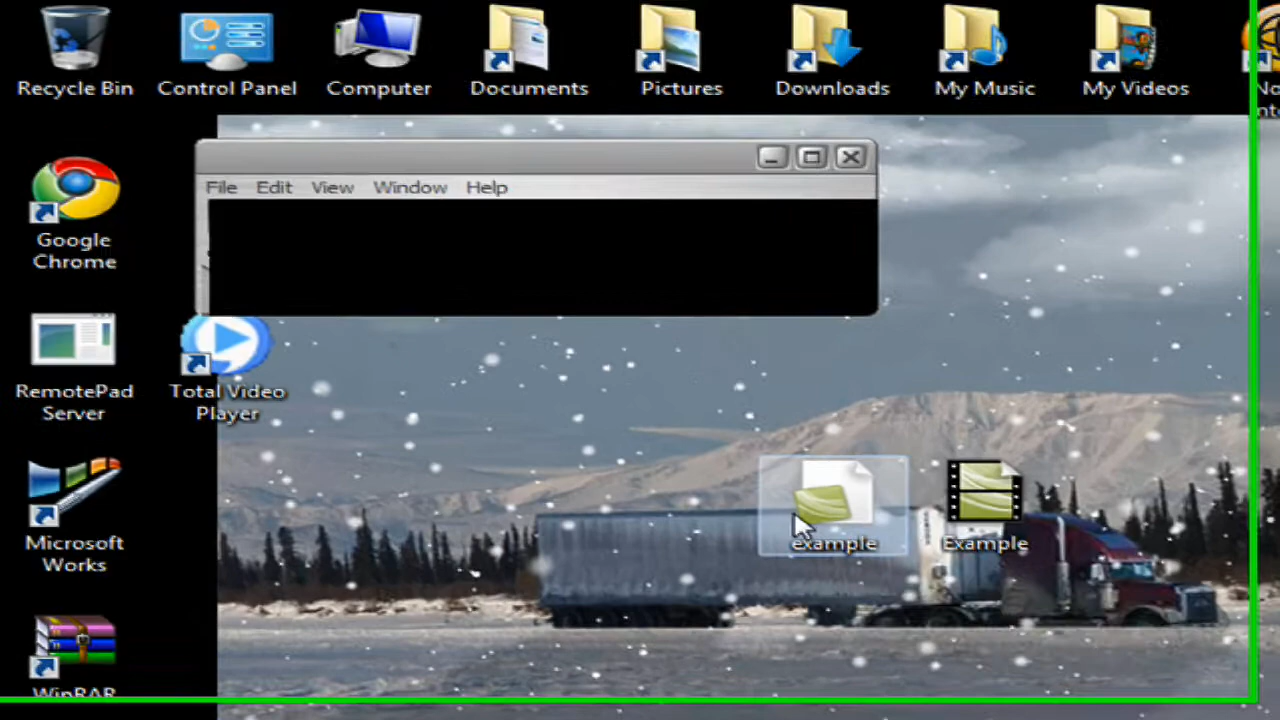 Recycle Bin
Control Panel
Computer
Documents
Pictures
Downloads
My Music
My Videos
File Edit View Window Help
Google
Chrome
RemotePad
Server
Total Video
Player
example
Example
Microsoft
Works
WinRAR